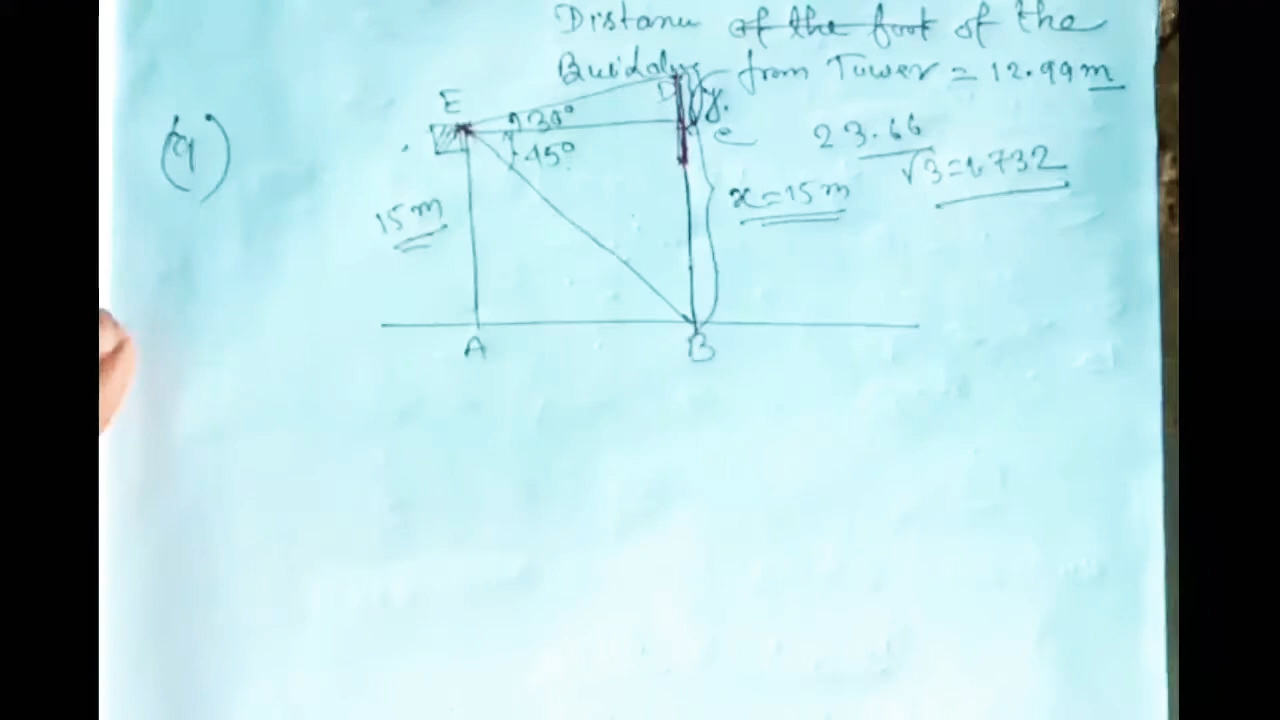 Distance of the foot of the
Buidaling from Tower = 12.99m
(9)
E
D
y.
30°
45°
c
23.66
√3=1.732
15m
x=15m
A
B